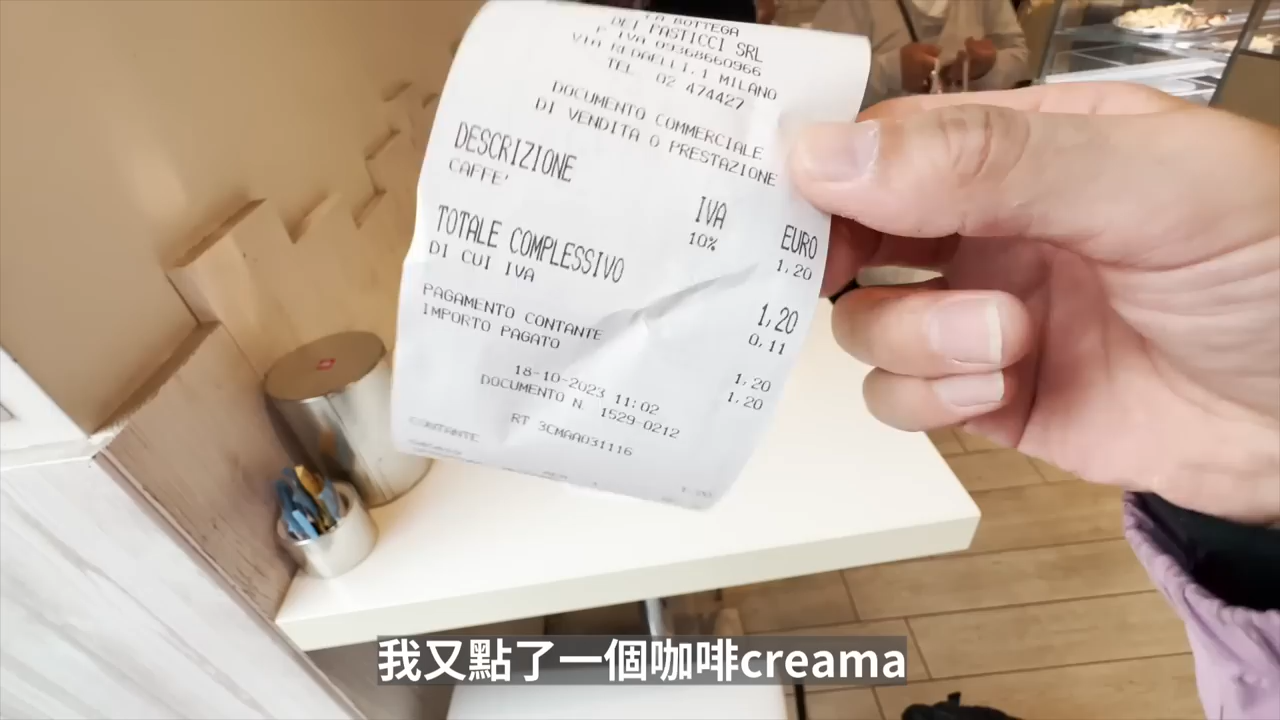 LA BOTTEGA
DEI PASTICCI SRL
P. IVA 09368660966
VIA REDAELLI,1 MILANO
TEL 02 474427
DOCUMENTO COMMERCIALE
DI VENDITA O PRESTAZIONE
DESCRIZIONE IVA EURO
CAFFE' 10% 1,20
TOTALE COMPLESSIVO 1,20
DI CUI IVA 0,11
PAGAMENTO CONTANTE 1,20
IMPORTO PAGATO 1,20
18-10-2023 11:02
DOCUMENTO N. 1529-0212
RT 3CMAA031116
CONTANTE
我又點了一個咖啡creama